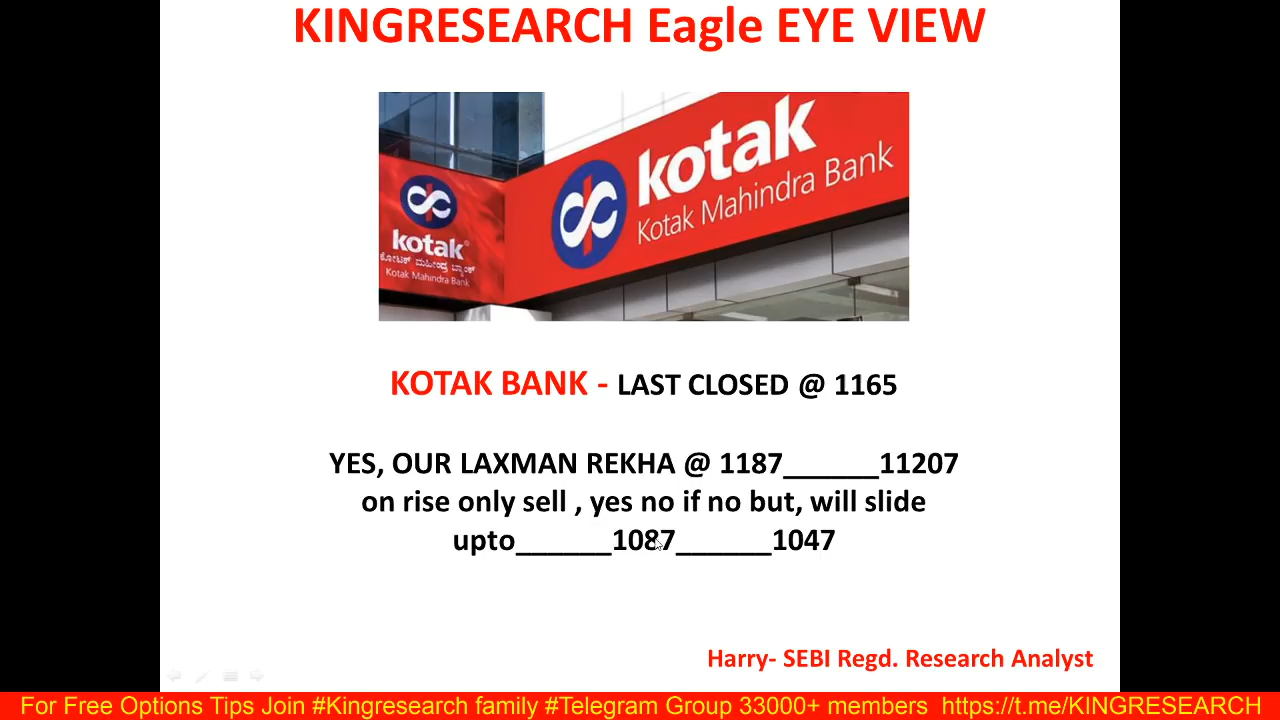 KINGRESEARCH Eagle EYE VIEW
kotak
Kotak Mahindra Bank
kotak
ಕೋಟಕ್ ಮಹೀಂದ್ರ ಬ್ಯಾಂಕ್
Kotak Mahindra Bank
KOTAK BANK - LAST CLOSED @ 1165
YES, OUR LAXMAN REKHA @ 1187______11207
on rise only sell , yes no if no but, will slide
upto______1087______1047
Harry- SEBI Regd. Research Analyst
For Free Options Tips Join #Kingresearch family #Telegram Group 33000+ members https://t.me/KINGRESEARCH